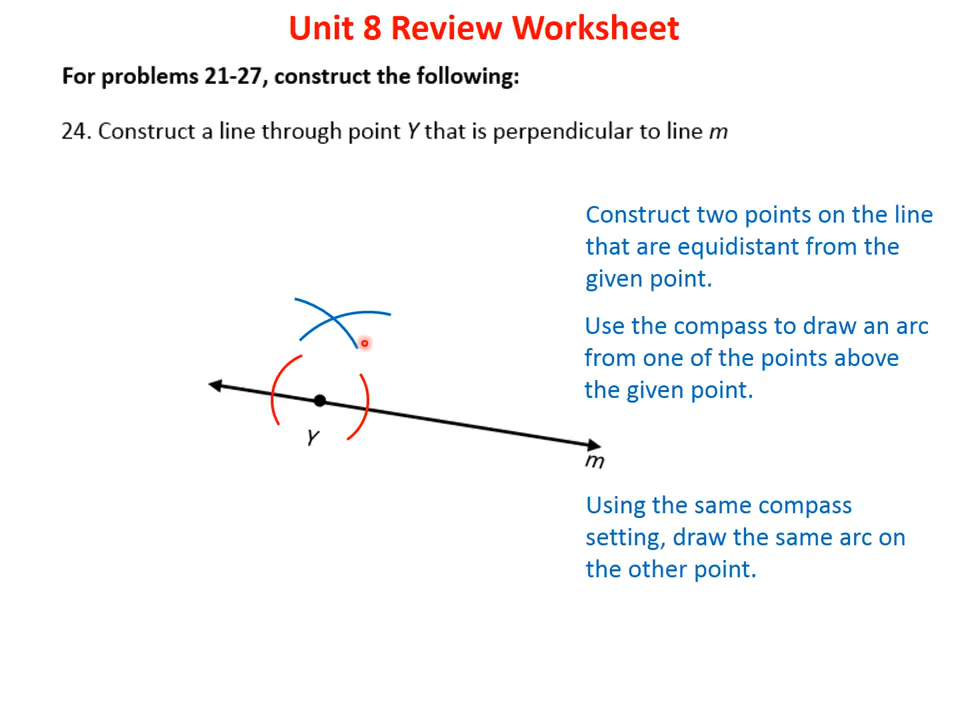 Unit 8 Review Worksheet
For problems 21-27, construct the following:
24. Construct a line through point Y that is perpendicular to line m
Construct two points on the line
that are equidistant from the
given point.
Use the compass to draw an arc
from one of the points above
the given point.
Y
m
Using the same compass
setting, draw the same arc on
the other point.